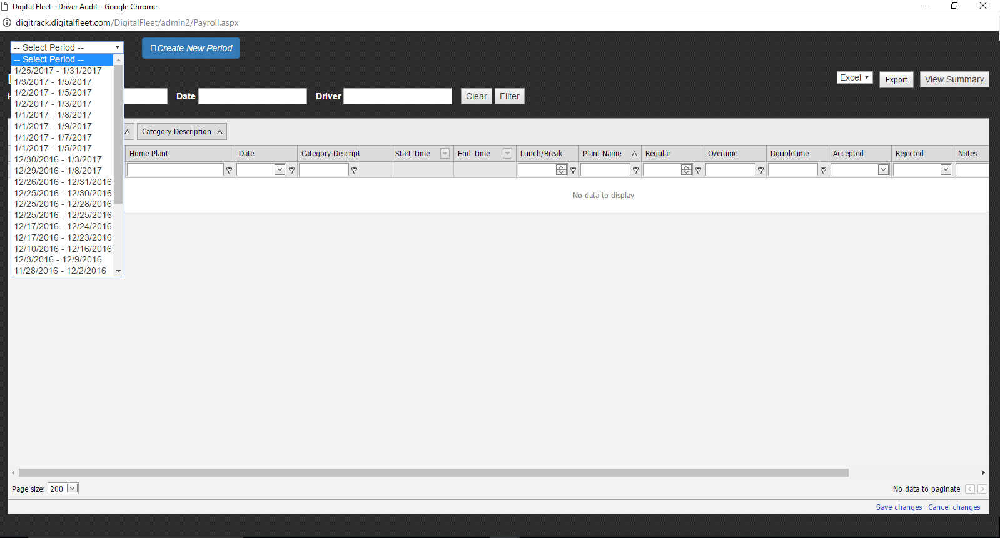 Digital Fleet - Driver Audit - Google Chrome
digitrack.digitalfleet.com/DigitalFleet/admin2/Payroll.aspx
-- Select Period --
Create New Period
-- Select Period --
1/25/2017 - 1/31/2017
1/3/2017 - 1/5/2017
1/2/2017 - 1/5/2017
1/2/2017 - 1/3/2017
1/1/2017 - 1/8/2017
1/1/2017 - 1/9/2017
1/1/2017 - 1/7/2017
1/1/2017 - 1/5/2017
12/30/2016 - 1/3/2017
12/29/2016 - 1/8/2017
12/26/2016 - 12/31/2016
12/25/2016 - 12/30/2016
12/25/2016 - 12/28/2016
12/25/2016 - 12/25/2016
12/17/2016 - 12/24/2016
12/17/2016 - 12/23/2016
12/10/2016 - 12/16/2016
12/3/2016 - 12/9/2016
11/28/2016 - 12/2/2016
Excel Export View Summary
Date Driver Clear Filter
Category Description
Home Plant Date Category Descript Start Time End Time Lunch/Break Plant Name Regular Overtime Doubletime Accepted Rejected Notes
No data to display
Page size: 200
No data to paginate
Save changes Cancel changes